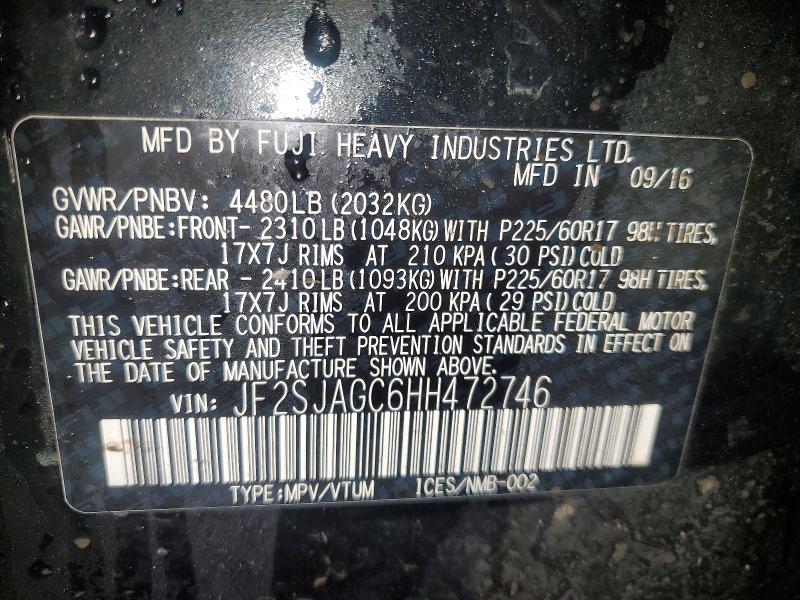 MFD BY FUJI HEAVY INDUSTRIES LTD.
MFD IN 09/16
GVWR/PNBV: 4480LB(2032KG)
GAWR/PNBE:FRONT- 2310LB(1048KG)WITH P225/60R17 98H TIRES,
17X7J RIMS AT 210 KPA(30 PSI)COLD
GAWR/PNBE:REAR - 2410LB(1093KG)WITH P225/60R17 98H TIRES,
17X7J RIMS AT 200 KPA(29 PSI)COLD
THIS VEHICLE CONFORMS TO ALL APPLICABLE FEDERAL MOTOR
VEHICLE SAFETY AND THEFT PREVENTION STANDARDS IN EFFECT ON
THE DATE OF MANUFACTURE SHOWN ABOVE.
VIN: JF2SJAGC6HH472746
TYPE:MPV/VTUM ICES/NMB-002